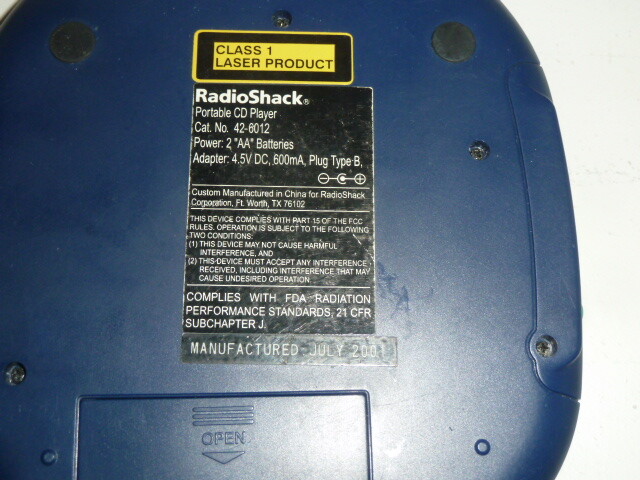 CLASS 1
LASER PRODUCT
RadioShack®
Portable CD Player
Cat. No. 42-6012
Power: 2 "AA" Batteries
Adapter: 4.5V DC, 600mA, Plug Type B,
Custom Manufactured in China for RadioShack
Corporation, Ft. Worth, TX 76102
THIS DEVICE COMPLIES WITH PART 15 OF THE FCC
RULES. OPERATION IS SUBJECT TO THE FOLLOWING
TWO CONDITIONS:
(1) THIS DEVICE MAY NOT CAUSE HARMFUL
INTERFERENCE, AND
(2) THIS DEVICE MUST ACCEPT ANY INTERFERENCE
RECEIVED, INCLUDING INTERFERENCE THAT MAY
CAUSE UNDESIRED OPERATION.
COMPLIES WITH FDA RADIATION
PERFORMANCE STANDARDS, 21 CFR
SUBCHAPTER J.
MANUFACTURED JULY 2001
OPEN